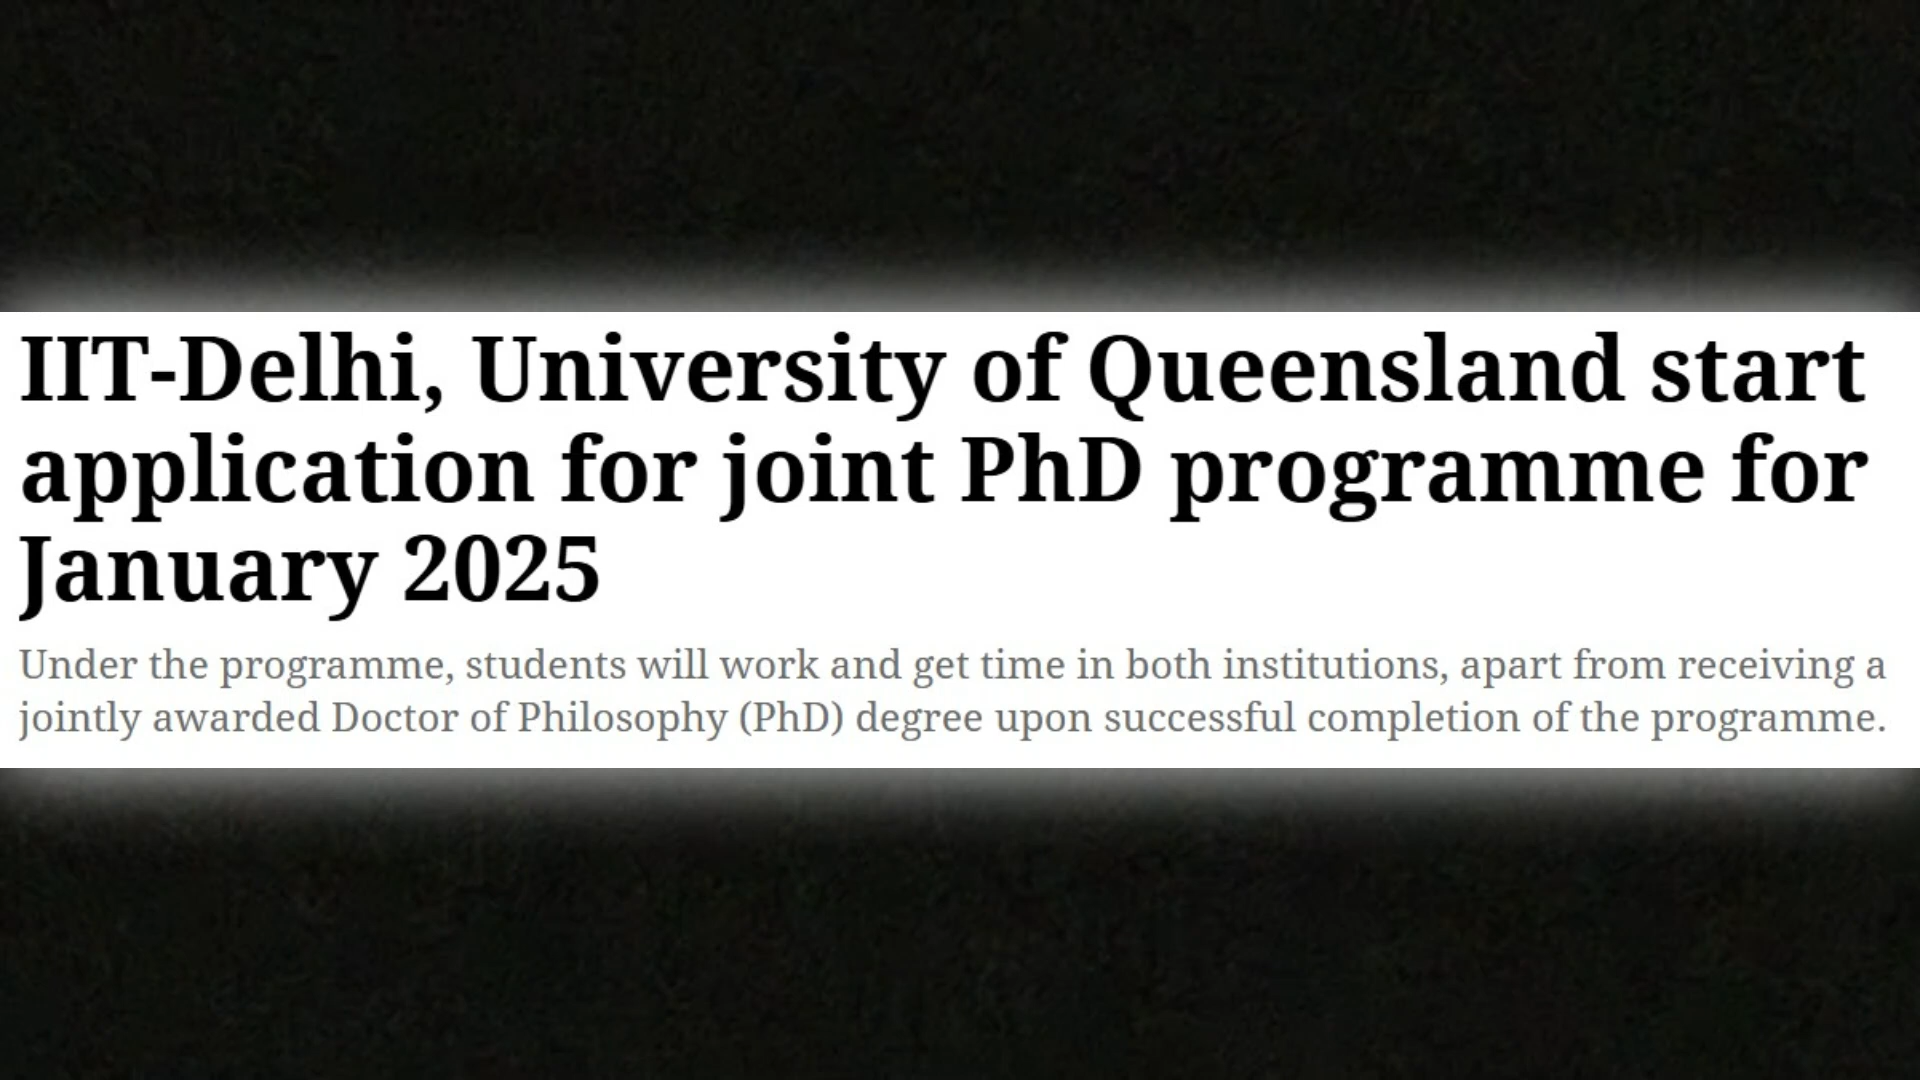 IIT-Delhi, University of Queensland start
application for joint PhD programme for
January 2025
Under the programme, students will work and get time in both institutions, apart from receiving a
jointly awarded Doctor of Philosophy (PhD) degree upon successful completion of the programme.